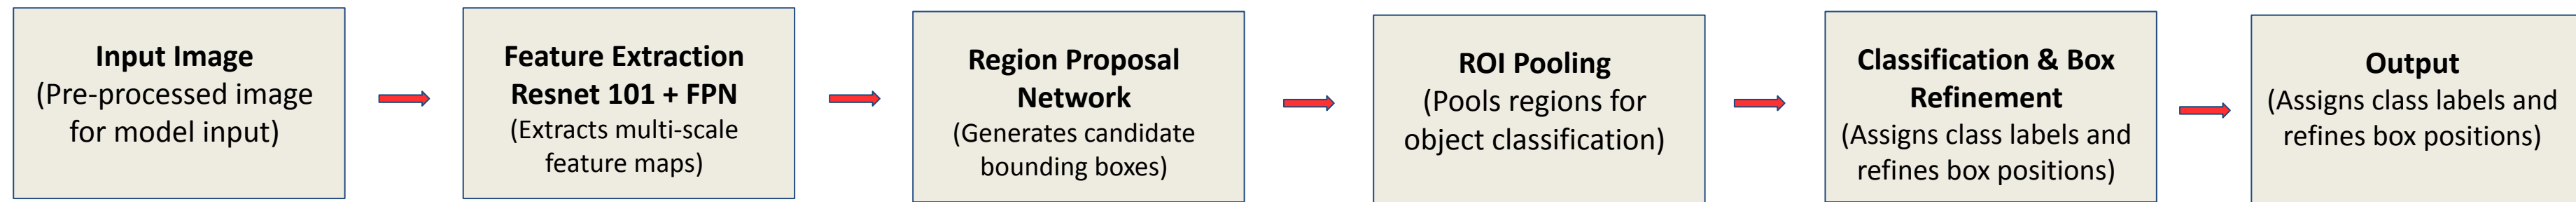 Input Image
(Pre-processed image
for model input)
Feature Extraction
Resnet 101 + FPN
(Extracts multi-scale
feature maps)
Region Proposal
Network
(Generates candidate
bounding boxes)
ROI Pooling
(Pools regions for
object classification)
Classification & Box
Refinement
(Assigns class labels and
refines box positions)
Output
(Assigns class labels and
refines box positions)